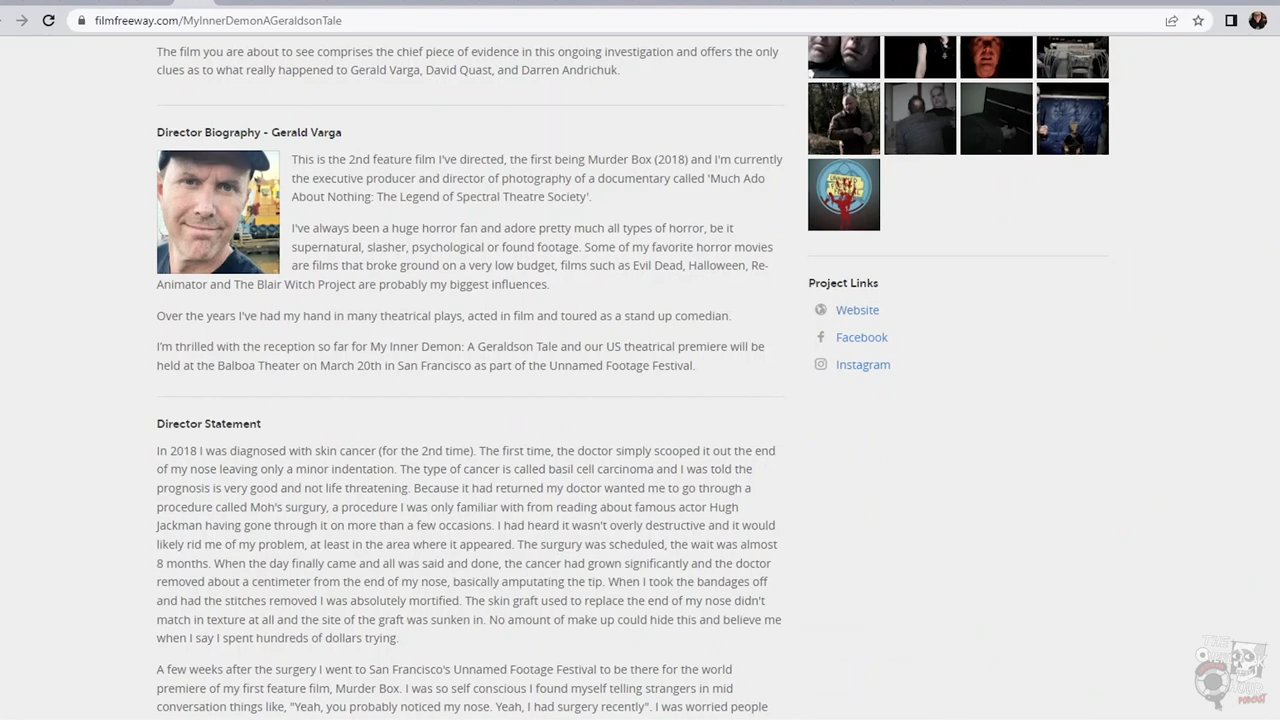 filmfreeway.com/MyInnerDemonAGeraldsonTale
The film you are about to see comprises the chief piece of evidence in this ongoing investigation and offers the only
clues as to what really happened to Gerald Varga, David Quast, and Darren Andrichuk.
Director Biography - Gerald Varga
This is the 2nd feature film I've directed, the first being Murder Box (2018) and I'm currently
the executive producer and director of photography of a documentary called 'Much Ado
About Nothing: The Legend of Spectral Theatre Society'.
I've always been a huge horror fan and adore pretty much all types of horror, be it
supernatural, slasher, psychological or found footage. Some of my favorite horror movies
are films that broke ground on a very low budget, films such as Evil Dead, Halloween, Re-
Animator and The Blair Witch Project are probably my biggest influences.
Over the years I've had my hand in many theatrical plays, acted in film and toured as a stand up comedian.
I'm thrilled with the reception so far for My Inner Demon: A Geraldson Tale and our US theatrical premiere will be
held at the Balboa Theater on March 20th in San Francisco as part of the Unnamed Footage Festival.
Director Statement
In 2018 I was diagnosed with skin cancer (for the 2nd time). The first time, the doctor simply scooped it out the end
of my nose leaving only a minor indentation. The type of cancer is called basil cell carcinoma and I was told the
prognosis is very good and not life threatening. Because it had returned my doctor wanted me to go through a
procedure called Moh's surgury, a procedure I was only familiar with from reading about famous actor Hugh
Jackman having gone through it on more than a few occasions. I had heard it wasn't overly destructive and it would
likely rid me of my problem, at least in the area where it appeared. The surgury was scheduled, the wait was almost
8 months. When the day finally came and all was said and done, the cancer had grown significantly and the doctor
removed about a centimeter from the end of my nose, basically amputating the tip. When I took the bandages off
and had the stitches removed I was absolutely mortified. The skin graft used to replace the end of my nose didn't
match in texture at all and the site of the graft was sunken in. No amount of make up could hide this and believe me
when I say I spent hundreds of dollars trying.
A few weeks after the surgery I went to San Francisco's Unnamed Footage Festival to be there for the world
premiere of my first feature film, Murder Box. I was so self conscious I found myself telling strangers in mid
conversation things like, "Yeah, you probably noticed my nose. Yeah, I had surgery recently". I was worried people
UNNAMED
Project Links
Website
Facebook
Instagram
THE
PODCAST